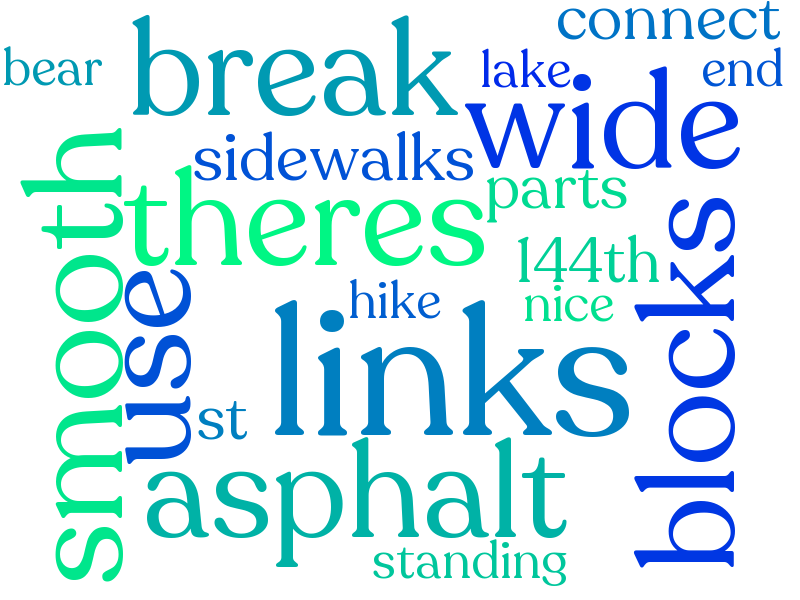 connect
bear
break
lake
end
wide
sidewalks
smooth
theres
parts
blocks
144th
use
hike
nice
links
st
asphalt
standing